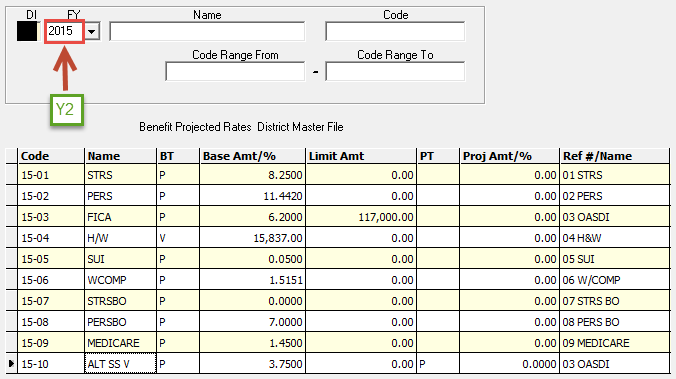 DI FY Name Code
2015
Code Range From Code Range To
-
Y2
Benefit Projected Rates District Master File
Code Name BT Base Amt/% Limit Amt PT Proj Amt/% Ref #/Name
15-01 STRS P 8.2500 0.00 0.00 01 STRS
15-02 PERS P 11.4420 0.00 0.00 02 PERS
15-03 FICA P 6.2000 117,000.00 0.00 03 OASDI
15-04 H/W V 15,837.00 0.00 0.00 04 H&W
15-05 SUI P 0.0500 0.00 0.00 05 SUI
15-06 WCOMP P 1.5151 0.00 0.00 06 W/COMP
15-07 STRSBO P 0.0000 0.00 0.00 07 STRS BO
15-08 PERSBO P 7.0000 0.00 0.00 08 PERS BO
15-09 MEDICARE P 1.4500 0.00 0.00 09 MEDICARE
15-10 ALT SS V P 3.7500 0.00 P 0.0000 03 OASDI